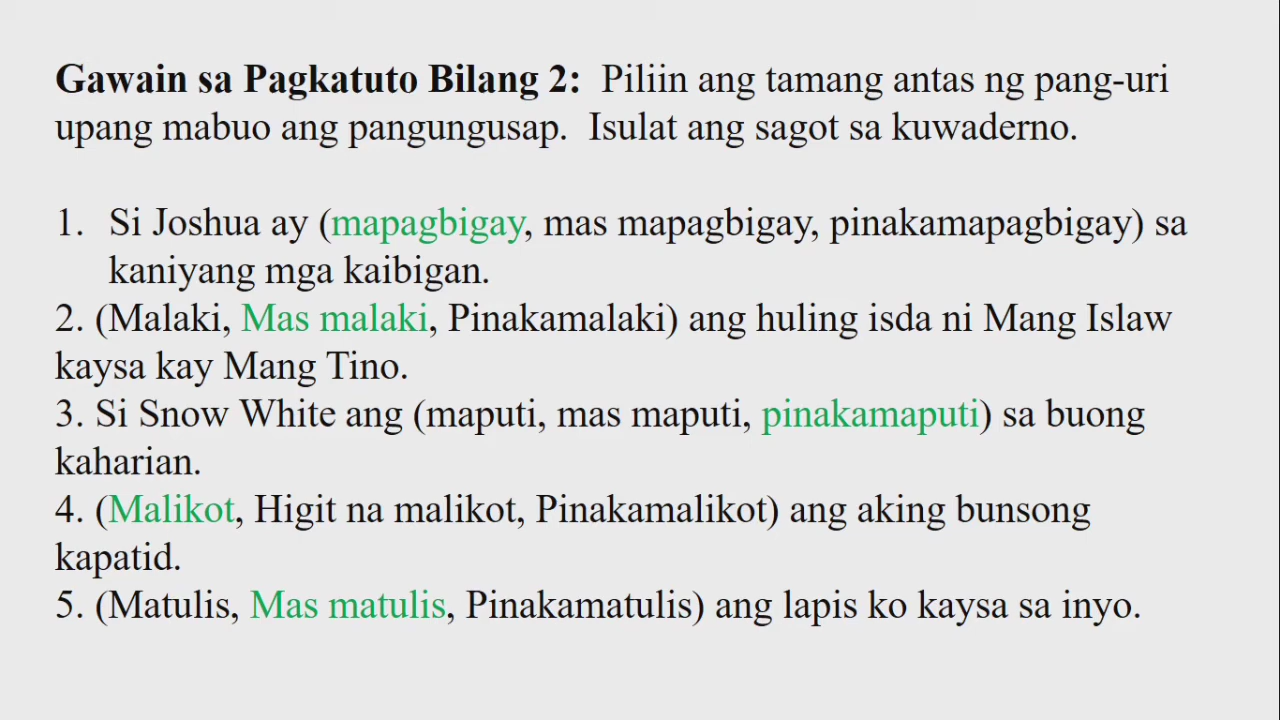 Gawain sa Pagkatuto Bilang 2: Piliin ang tamang antas ng pang-uri
upang mabuo ang pangungusap. Isulat ang sagot sa kuwaderno.
1. Si Joshua ay (mapagbigay, mas mapagbigay, pinakamapagbigay) sa
kaniyang mga kaibigan.
2. (Malaki, Mas malaki, Pinakamalaki) ang huling isda ni Mang Islaw
kaysa kay Mang Tino.
3. Si Snow White ang (maputi, mas maputi, pinakamaputi) sa buong
kaharian.
4. (Malikot, Higit na malikot, Pinakamalikot) ang aking bunsong
kapatid.
5. (Matulis, Mas matulis, Pinakamatulis) ang lapis ko kaysa sa inyo.